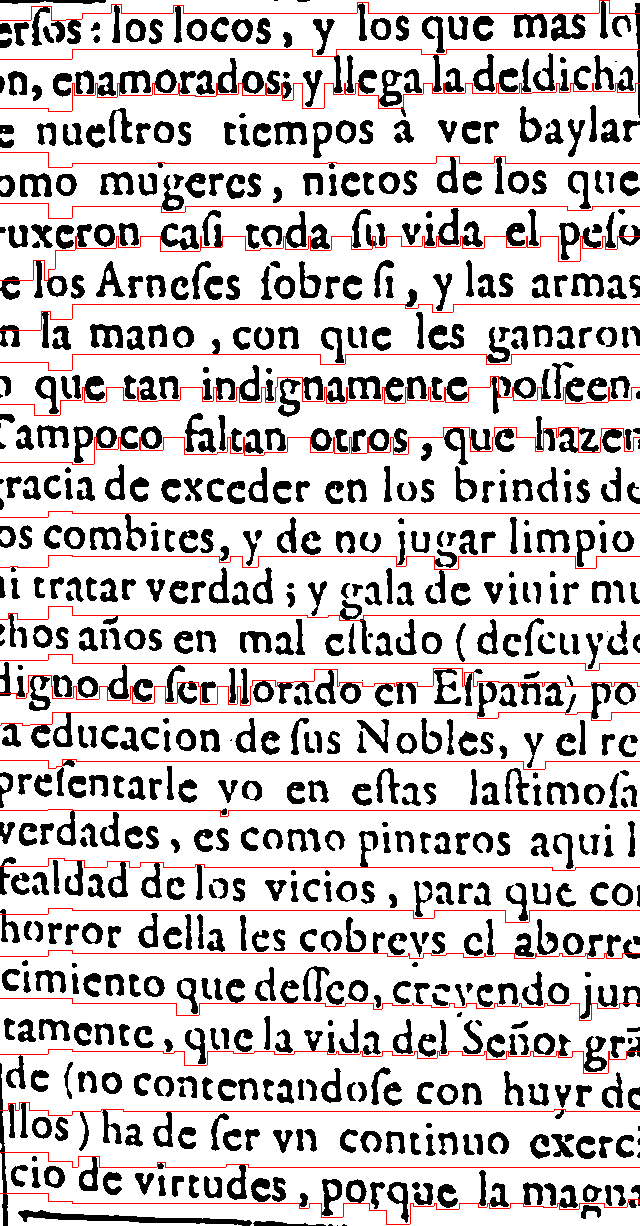 erſos: los locos, y los que mas lo
on, enamorados; y llega la deſdicha
e nueſtros tiempos à ver baylar
omo mugeres, nietos de los que
ruxeron caſi toda ſu vida el peſo
e los Arneſes ſobre ſi, y las armas
n la mano, con que les ganaron
o que tan indignamente poſſeen.
Tampoco faltan otros, que hazen
gracia de exceder en los brindis de
os combites, y de no jugar limpio
ni tratar verdad; y gala de viuir mu
chos años en mal eſtado (deſcuydo
digno de ſer llorado en Eſpaña) po
a educacion de ſus Nobles, y el re
preſentarle yo en eſtas laſtimoſa
verdades, es como pintaros aqui l
fealdad de los vicios, para que con
horror della les cobreys el aborre
cimiento que deſſeo, creyendo jun
tamente, que la vida del Señor grā
de (no contentandoſe con huyr de
llos) ha de ſer vn continuo exerci
cio de virtudes, porque la magna